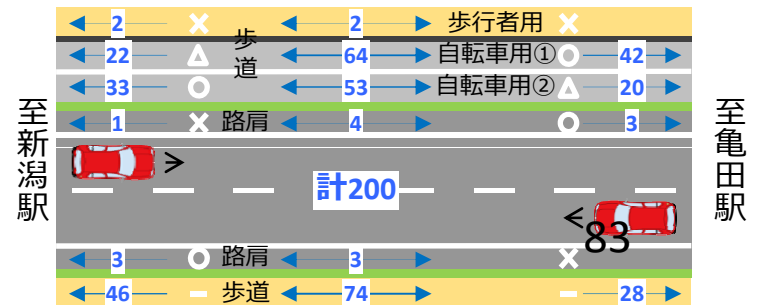 2 × 2 歩行者用 ×
歩道
22 △ 64 自転車用① ○ 42
33 ○ 53 自転車用② △ 20
1 × 路肩 4 ○ 3
至新潟駅
至亀田駅
>
計200
<
83
3 ○ 路肩 3 ×
46 − 歩道 74 − 28